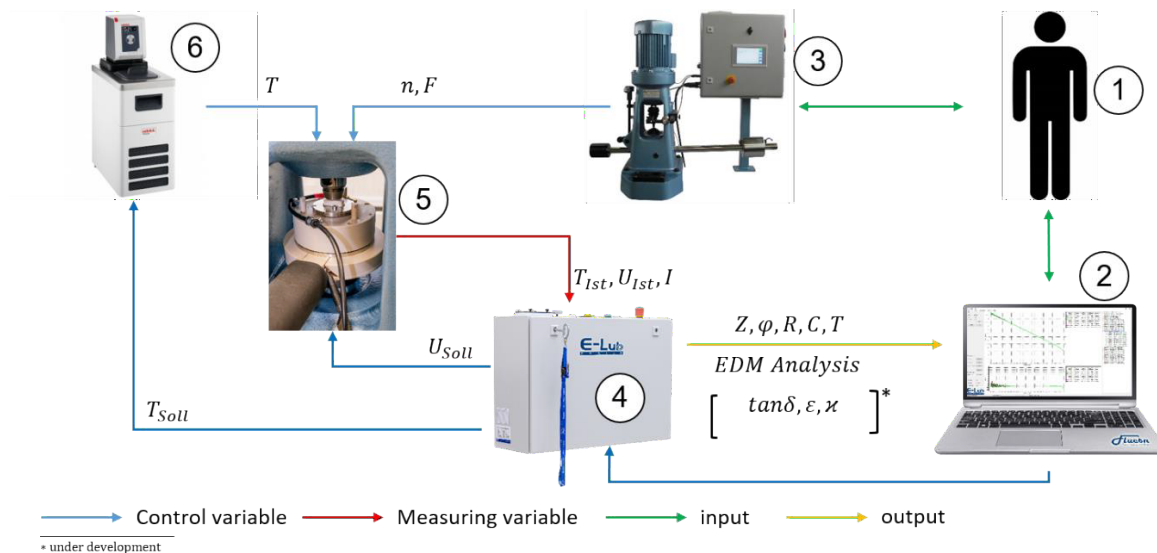 6
T
n, F
3
1
5
2
T_Ist, U_Ist, I
E-Lub
Z, φ, R, C, T
U_Soll
EDM Analysis
4
[ tanδ, ε, ϰ ]*
T_Soll
Fluxon
Control variable
Measuring variable
input
output
* under development